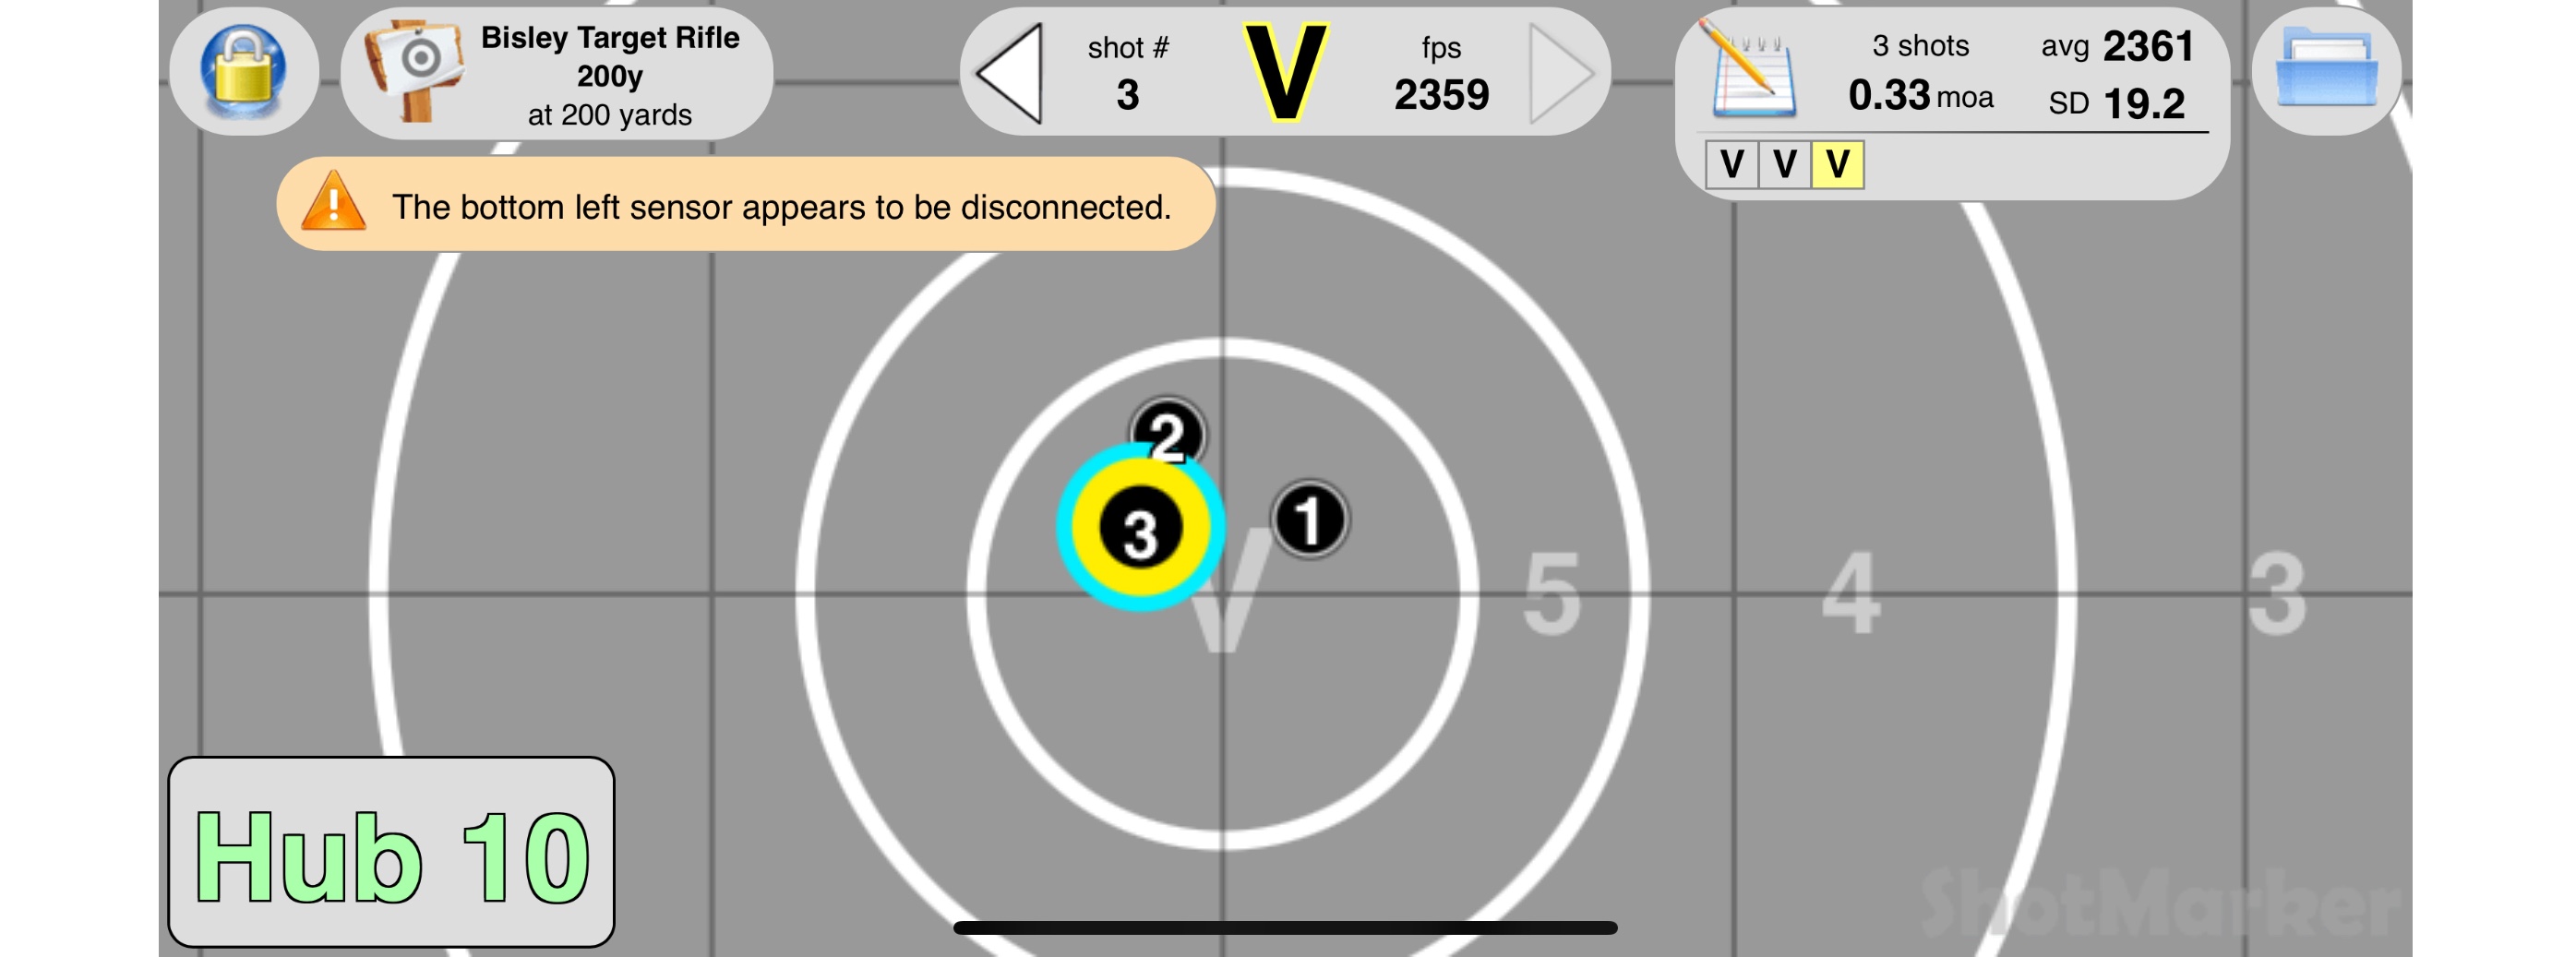 Bisley Target Rifle
200y
at 200 yards
shot #
3
V
fps
2359
3 shots
0.33 moa
avg 2361
SD 19.2
V V V
The bottom left sensor appears to be disconnected.
2
3
1
V
5
4
3
Hub 10
ShotMarker